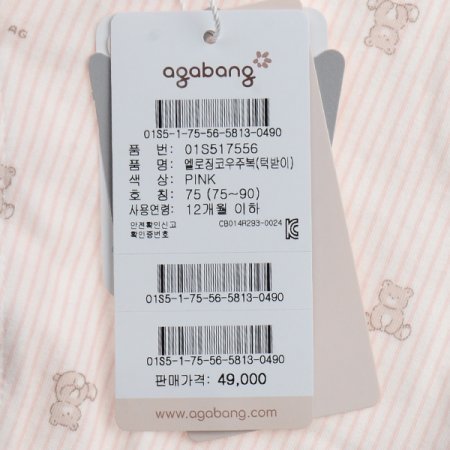 AG
agabang
01S5-1-75-56-5813-0490
품 번: 01S517556
품 명: 엘로징코우주복(턱받이)
색 상: PINK
호 칭: 75 (75~90)
사용연령: 12개월 이하
안전확인신고
확인증번호 CB014R293-0024
01S5-1-75-56-5813-0490
01S5-1-75-56-5813-0490
판매가격: 49,000
www.agabang.com